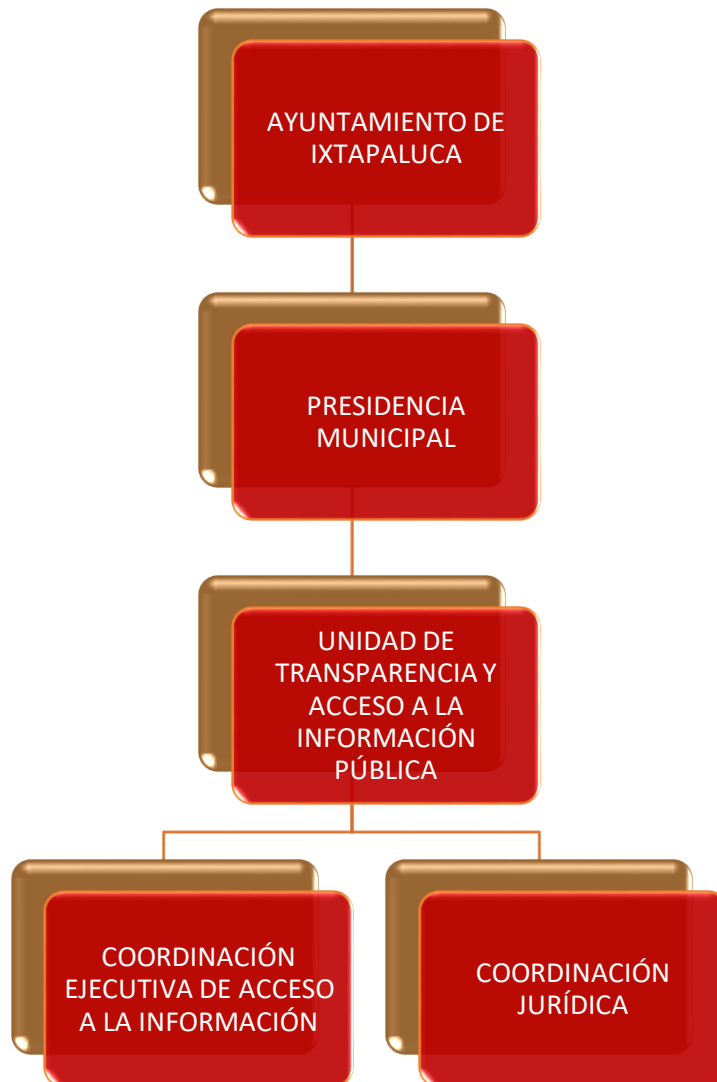 AYUNTAMIENTO DE
IXTAPALUCA
PRESIDENCIA
MUNICIPAL
UNIDAD DE
TRANSPARENCIA Y
ACCESO A LA
INFORMACIÓN
PÚBLICA
COORDINACIÓN
EJECUTIVA DE ACCESO
A LA INFORMACIÓN
COORDINACIÓN
JURÍDICA